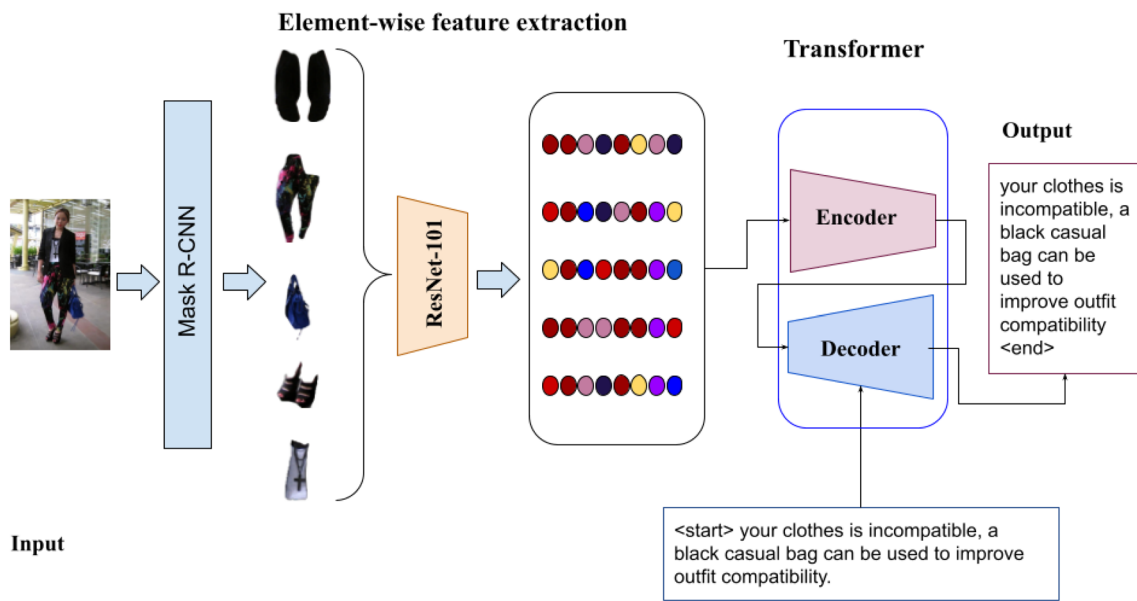 Element-wise feature extraction
Transformer
Output
Mask R-CNN
ResNet-101
Encoder
Decoder
your clothes is
incompatible, a
black casual
bag can be
used to
improve outfit
compatibility
<end>
<start> your clothes is incompatible, a
black casual bag can be used to improve
outfit compatibility.
Input